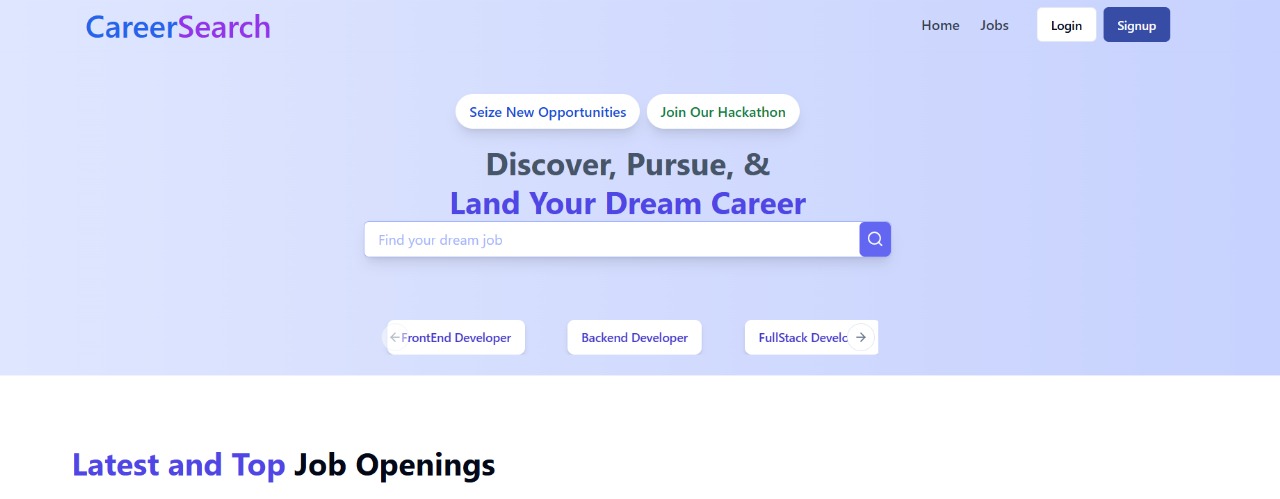 CareerSearch
Home Jobs Login Signup
Seize New Opportunities Join Our Hackathon
Discover, Pursue, &
Land Your Dream Career
Find your dream job
FrontEnd Developer Backend Developer FullStack Develo
Latest and Top Job Openings